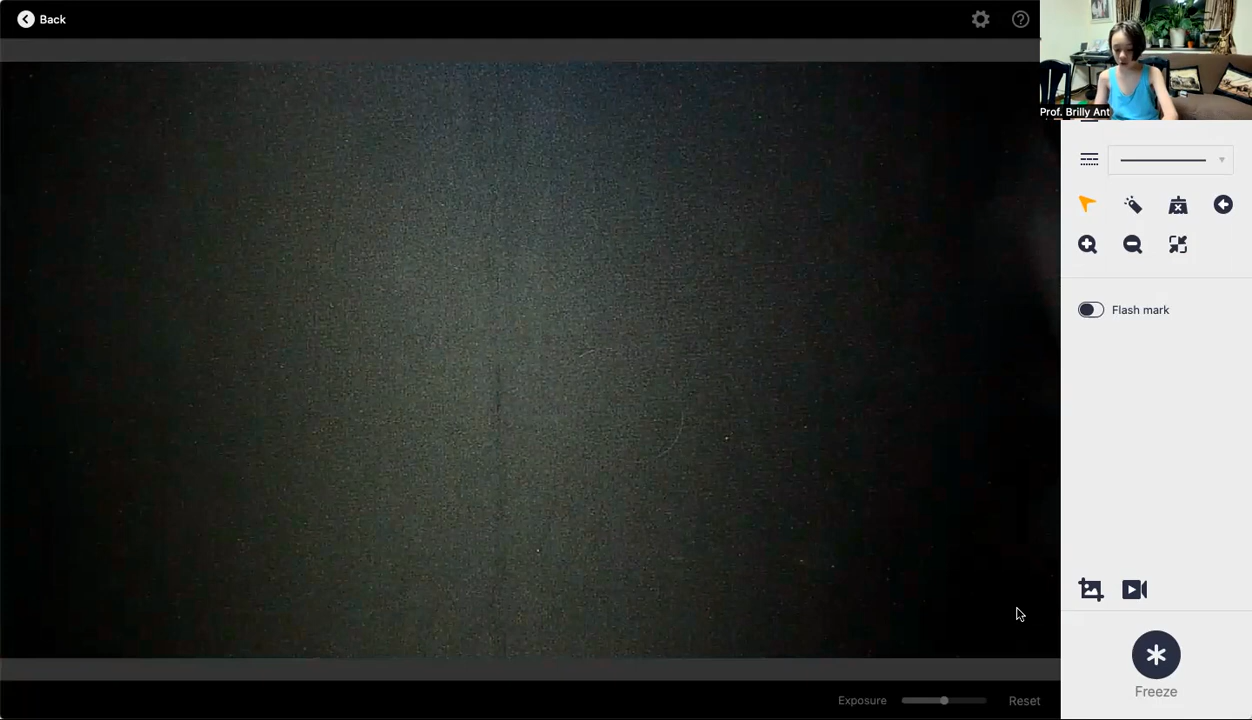 Back
Prof. Brilly Ant
Flash mark
Exposure
Reset
Freeze